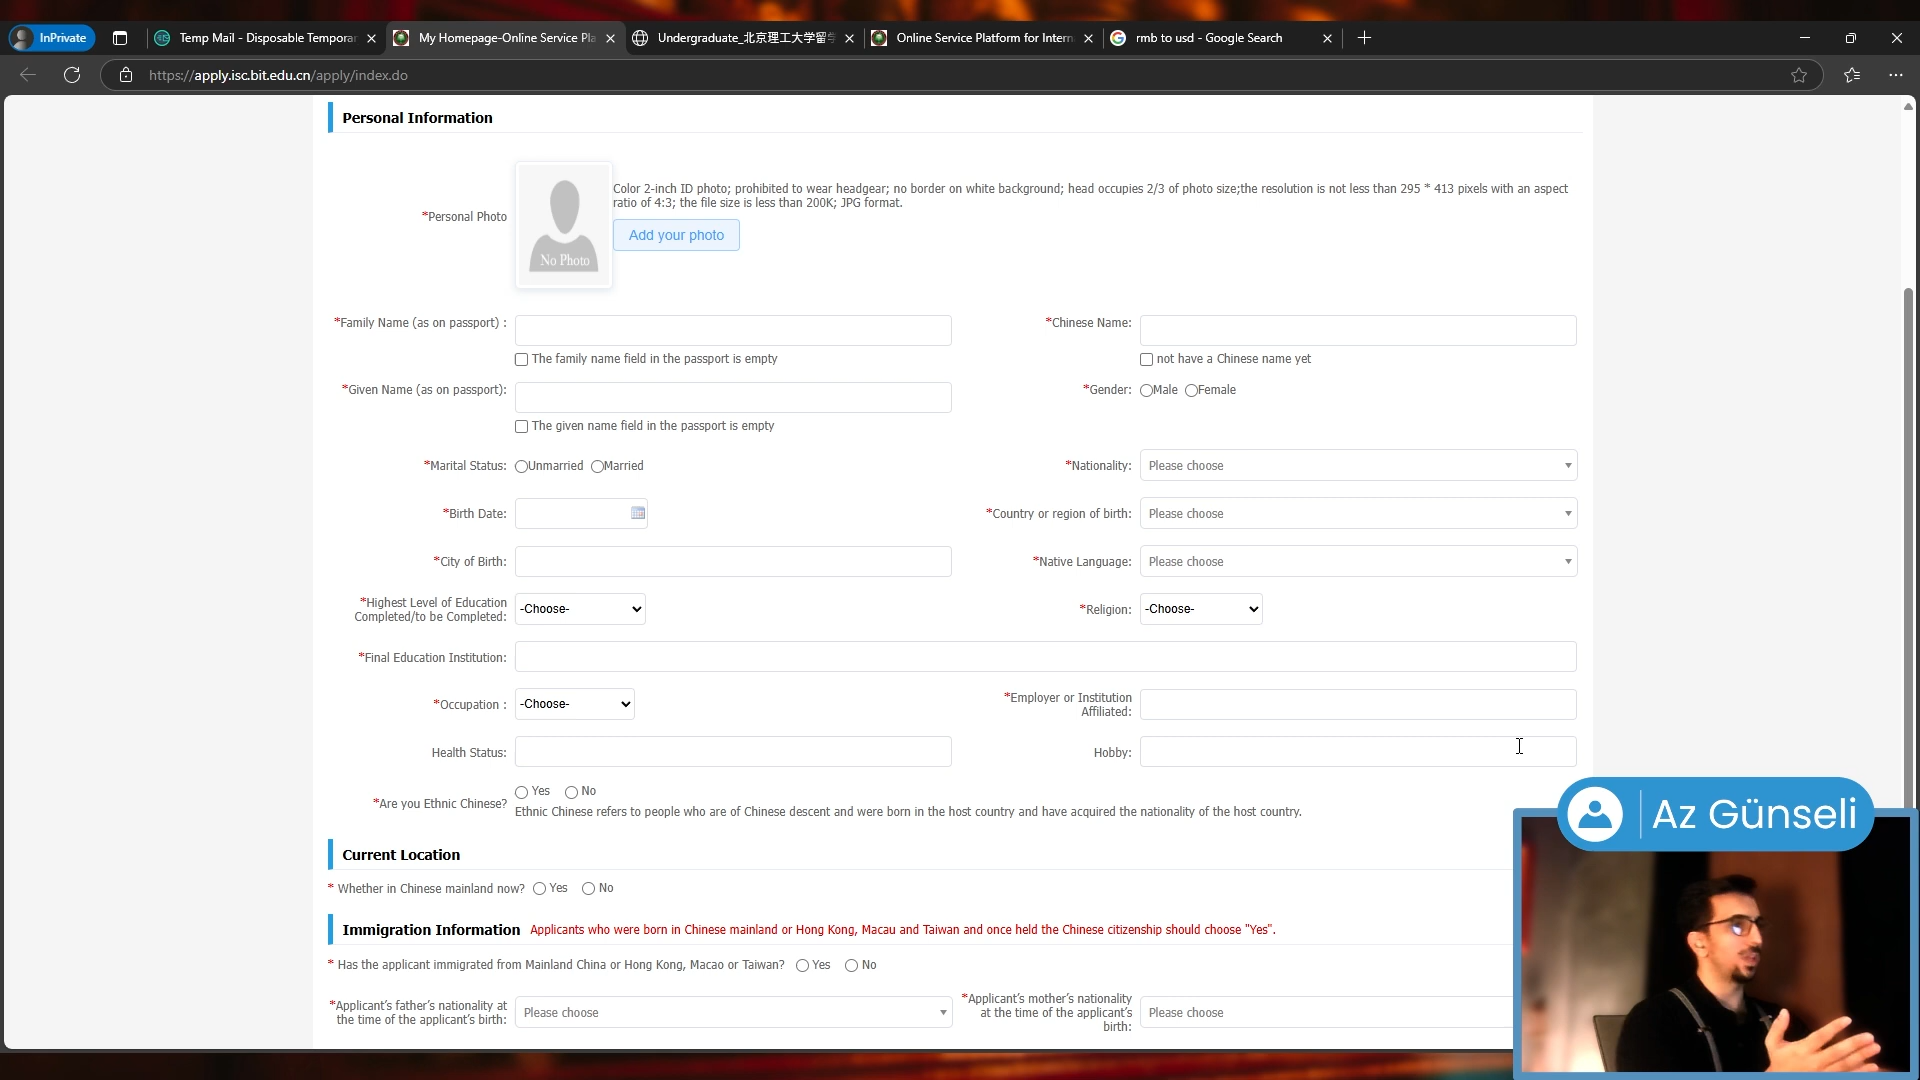 InPrivate
Temp Mail - Disposable Temporar
My Homepage-Online Service Pla
Undergraduate_北京理工大学留学
Online Service Platform for Intern
rmb to usd - Google Search
https://apply.isc.bit.edu.cn/apply/index.do
Personal Information
*Personal Photo
No Photo
Color 2-inch ID photo; prohibited to wear headgear; no border on white background; head occupies 2/3 of photo size;the resolution is not less than 295 * 413 pixels with an aspect
ratio of 4:3; the file size is less than 200K; JPG format.
Add your photo
*Family Name (as on passport) :
*Chinese Name:
The family name field in the passport is empty
not have a Chinese name yet
*Given Name (as on passport):
*Gender: Male Female
The given name field in the passport is empty
*Marital Status: Unmarried Married
*Nationality: Please choose
*Birth Date:
*Country or region of birth: Please choose
*City of Birth:
*Native Language: Please choose
*Highest Level of Education
Completed/to be Completed:
-Choose-
*Religion: -Choose-
*Final Education Institution:
*Occupation : -Choose-
*Employer or Institution
Affiliated:
Health Status:
Hobby:
*Are you Ethnic Chinese?
Yes No
Ethnic Chinese refers to people who are of Chinese descent and were born in the host country and have acquired the nationality of the host country.
Current Location
* Whether in Chinese mainland now? Yes No
Immigration Information Applicants who were born in Chinese mainland or Hong Kong, Macau and Taiwan and once held the Chinese citizenship should choose "Yes".
* Has the applicant immigrated from Mainland China or Hong Kong, Macao or Taiwan? Yes No
*Applicant's father's nationality at
the time of the applicant's birth:
Please choose
*Applicant's mother's nationality
at the time of the applicant's
birth:
Please choose
Az Günseli